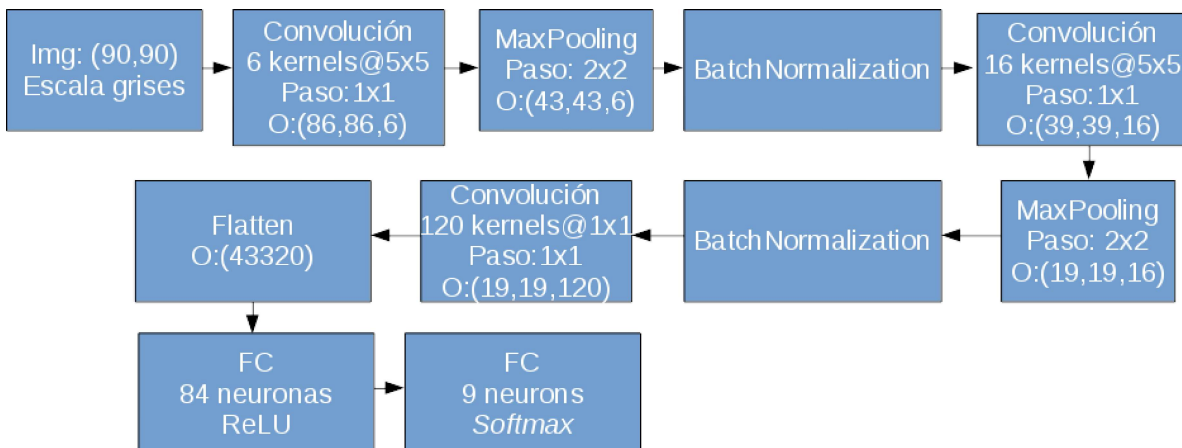 Img: (90,90)
Escala grises
Convolución
6 kernels@5x5
Paso:1x1
O:(86,86,6)
MaxPooling
Paso: 2x2
O:(43,43,6)
BatchNormalization
Convolución
16 kernels@5x5
Paso:1x1
O:(39,39,16)
MaxPooling
Paso: 2x2
O:(19,19,16)
BatchNormalization
Convolución
120 kernels@1x1
Paso:1x1
O:(19,19,120)
Flatten
O:(43320)
FC
84 neuronas
ReLU
FC
9 neurons
Softmax